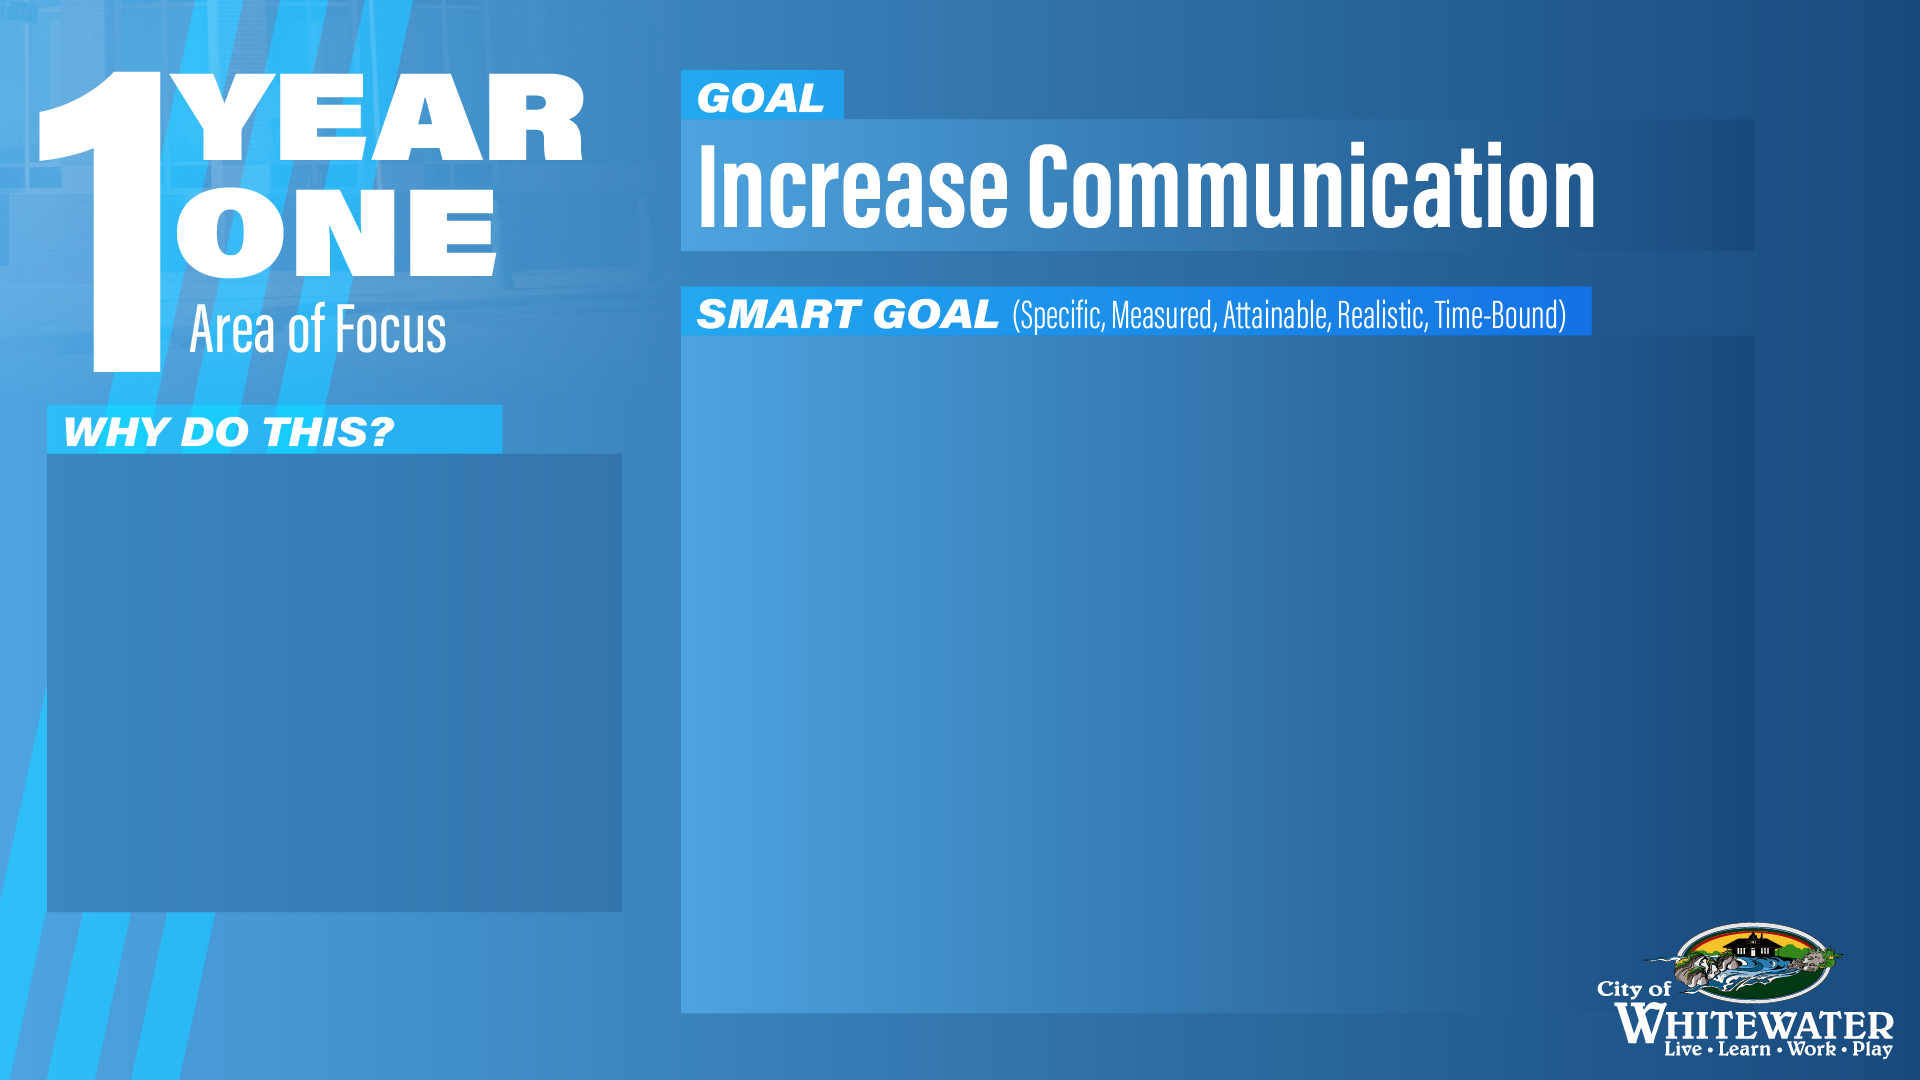 1
YEAR
ONE
Area of Focus
WHY DO THIS?
GOAL
Increase Communication
SMART GOAL (Specific, Measured, Attainable, Realistic, Time-Bound)
City of
WHITEWATER
Live • Learn • Work • Play